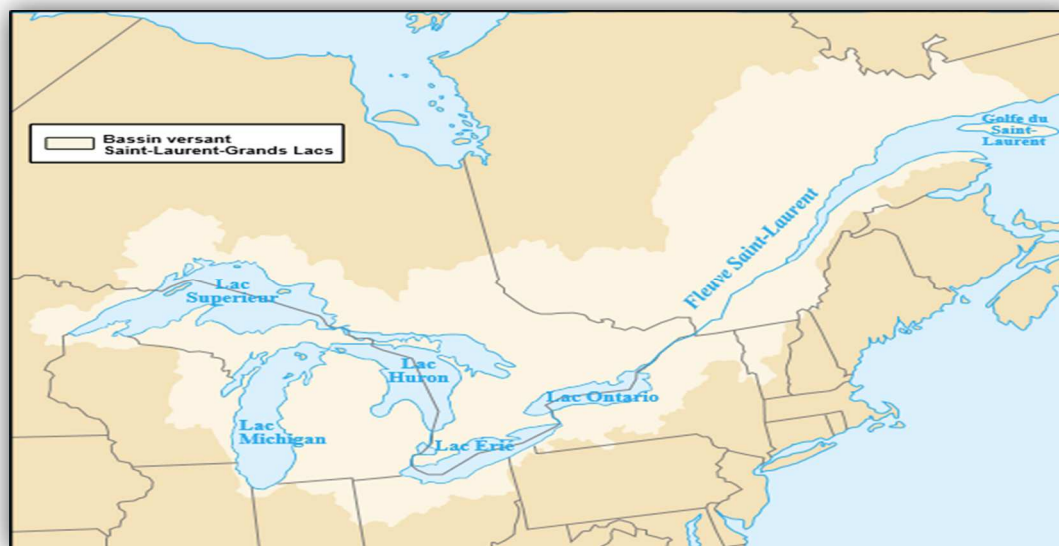 Bassin versant
Saint-Laurent-Grands Lacs
Golfe du
Saint-
Laurent
Fleuve Saint-Laurent
Lac
Superieur
Lac
Huron
Lac Ontario
Lac
Michigan
Lac Erié